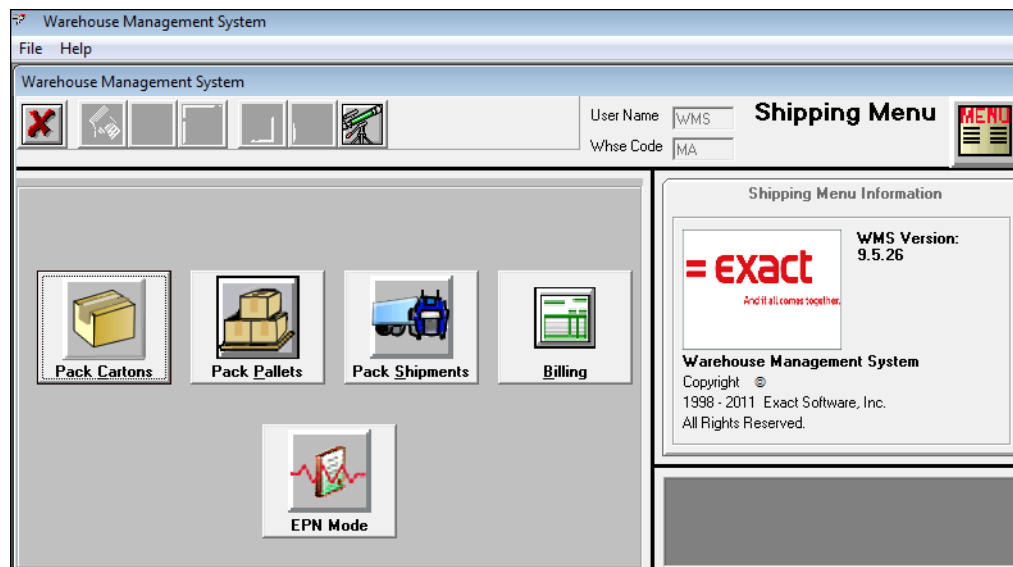 Warehouse Management System
File Help
Warehouse Management System
User Name WMS
Whse Code MA
Shipping Menu
MENU
Shipping Menu Information
= exact
And it all comes together.
WMS Version:
9.5.26
Warehouse Management System
Copyright ©
1998 - 2011 Exact Software, Inc.
All Rights Reserved.
Pack Cartons
Pack Pallets
Pack Shipments
Billing
EPN Mode